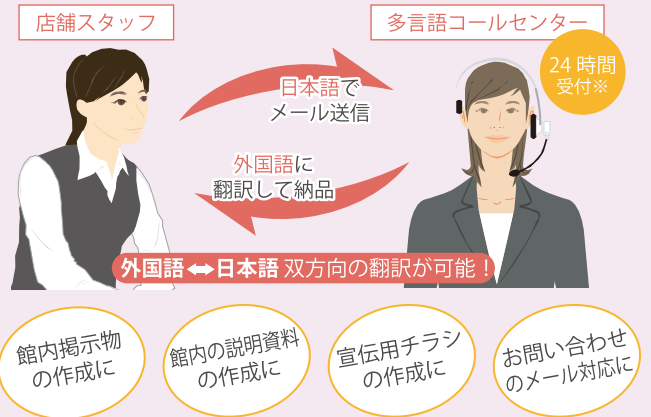 店舗スタッフ
多言語コールセンター
24 時間
受付※
日本語で
メール送信
外国語に
翻訳して納品
外国語⬌日本語 双方向の翻訳が可能！
館内掲示物
の作成に
館内の説明資料
の作成に
宣伝用チラシ
の作成に
お問い合わせ
のメール対応に